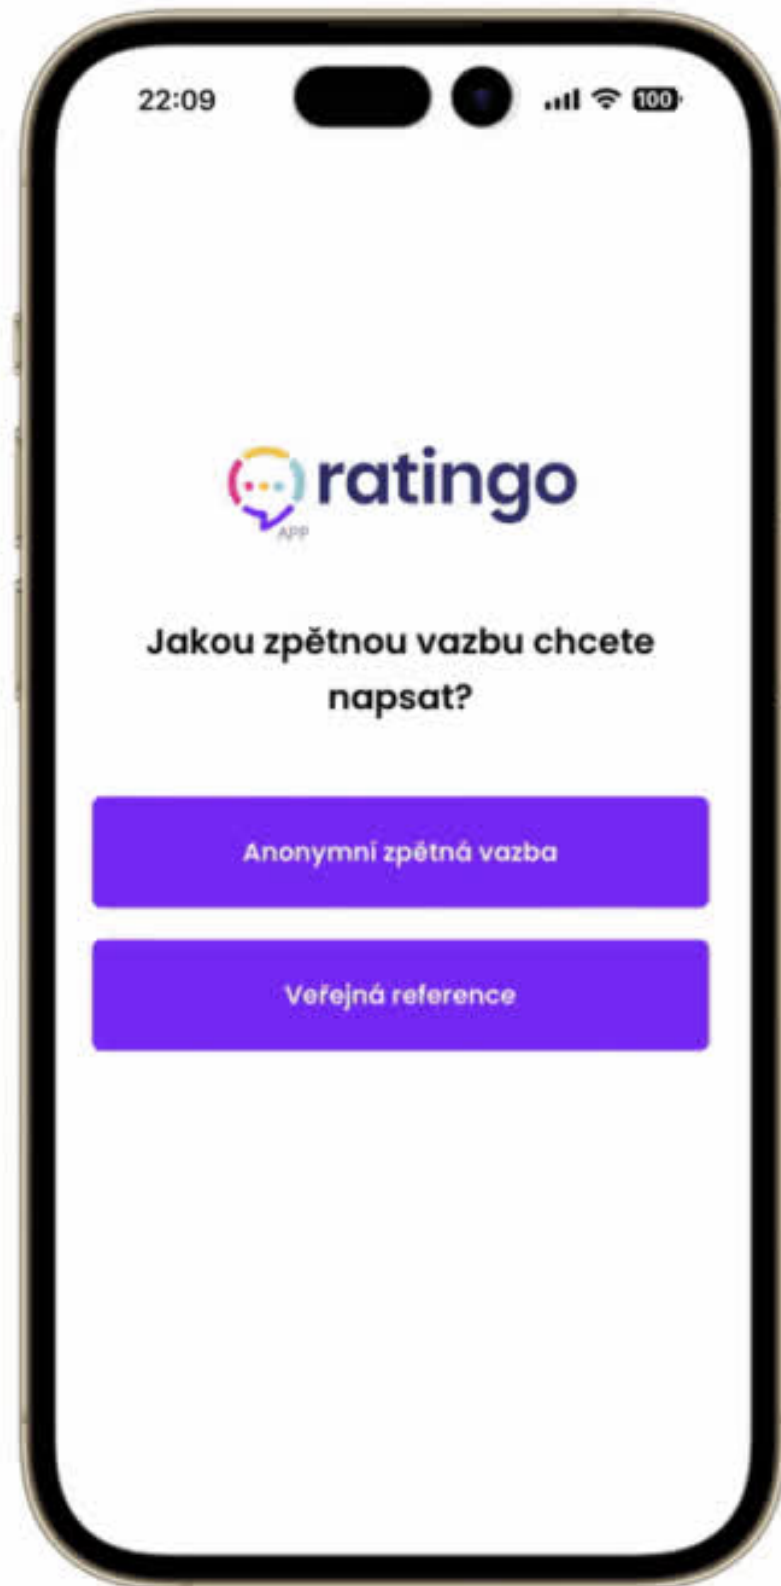 22:09
100
ratingo
APP
Jakou zpětnou vazbu chcete
napsat?
Anonymní zpětná vazba
Veřejná reference